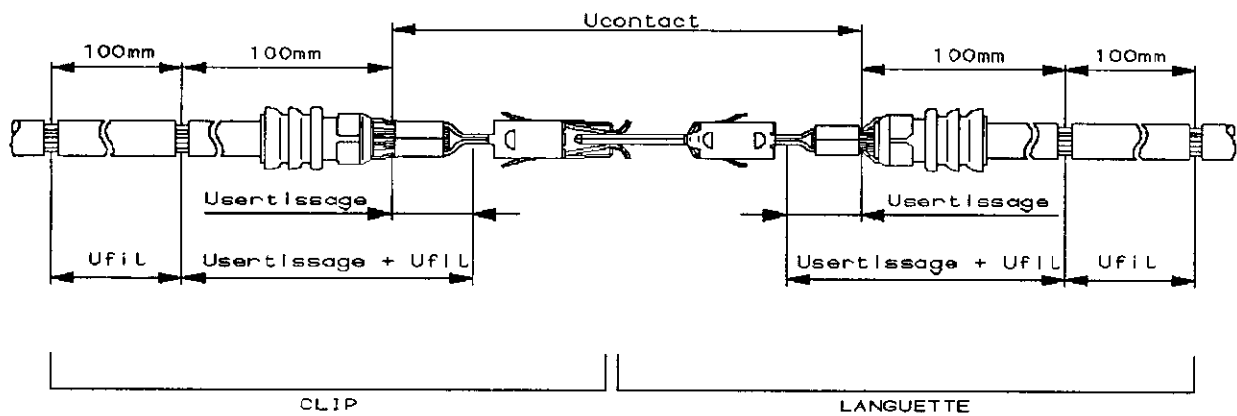 Ucontact
100mm 100mm 100mm 100mm
Usertissage Usertissage
Ufil Usertissage + Ufil Usertissage + Ufil Ufil
CLIP LANGUETTE